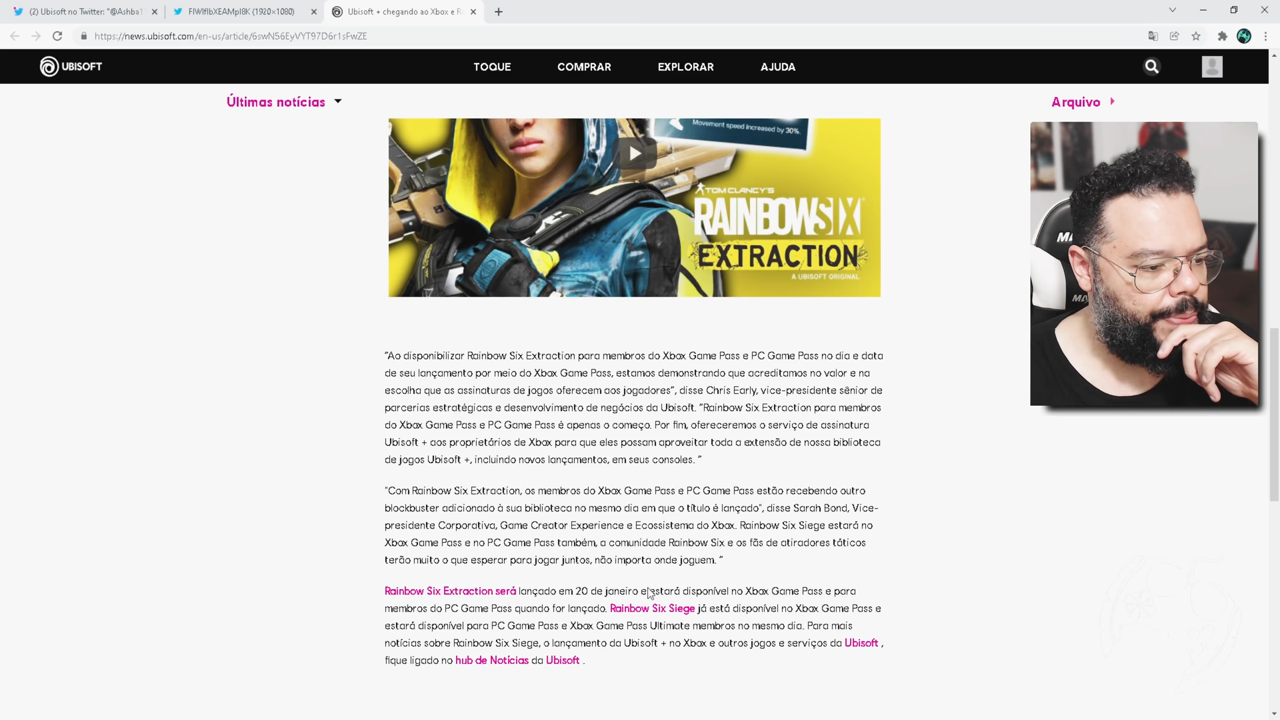 (2) Ubisoft no Twitter: "@Ashba
FIWIfIbXEAMpI8K (1920×1080)
Ubisoft + chegando ao Xbox e R
https://news.ubisoft.com/en-us/article/6swN56EyVYT97D6r1sFwZE
UBISOFT
TOQUE
COMPRAR
EXPLORAR
AJUDA
Últimas notícias
Arquivo
Movement speed increased by 30%.
TOM CLANCY'S
RAINBOWSIX
EXTRACTION
A UBISOFT ORIGINAL
"Ao disponibilizar Rainbow Six Extraction para membros do Xbox Game Pass e PC Game Pass no dia e data
de seu lançamento por meio do Xbox Game Pass, estamos demonstrando que acreditamos no valor e na
escolha que as assinaturas de jogos oferecem aos jogadores", disse Chris Early, vice-presidente sênior de
parcerias estratégicas e desenvolvimento de negócios da Ubisoft. "Rainbow Six Extraction para membros
do Xbox Game Pass e PC Game Pass é apenas o começo. Por fim, ofereceremos o serviço de assinatura
Ubisoft + aos proprietários de Xbox para que eles possam aproveitar toda a extensão de nossa biblioteca
de jogos Ubisoft +, incluindo novos lançamentos, em seus consoles. "
"Com Rainbow Six Extraction, os membros do Xbox Game Pass e PC Game Pass estão recebendo outro
blockbuster adicionado à sua biblioteca no mesmo dia em que o título é lançado", disse Sarah Bond, Vice-
presidente Corporativa, Game Creator Experience e Ecossistema do Xbox. Rainbow Six Siege estará no
Xbox Game Pass e no PC Game Pass também, a comunidade Rainbow Six e os fãs de atiradores táticos
terão muito o que esperar para jogar juntos, não importa onde joguem. "
Rainbow Six Extraction será lançado em 20 de janeiro e estará disponível no Xbox Game Pass e para
membros do PC Game Pass quando for lançado. Rainbow Six Siege já está disponível no Xbox Game Pass e
estará disponível para PC Game Pass e Xbox Game Pass Ultimate membros no mesmo dia. Para mais
notícias sobre Rainbow Six Siege, o lançamento da Ubisoft + no Xbox e outros jogos e serviços da Ubisoft ,
fique ligado no hub de Notícias da Ubisoft .